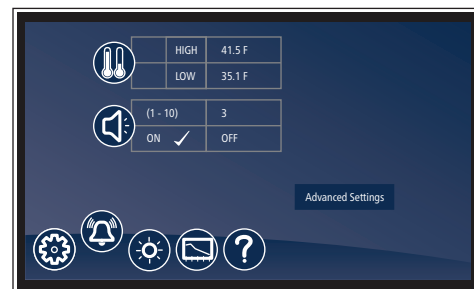 HIGH 41.5 F
LOW 35.1 F
(1 - 10) 3
ON ✓ OFF
Advanced Settings
?